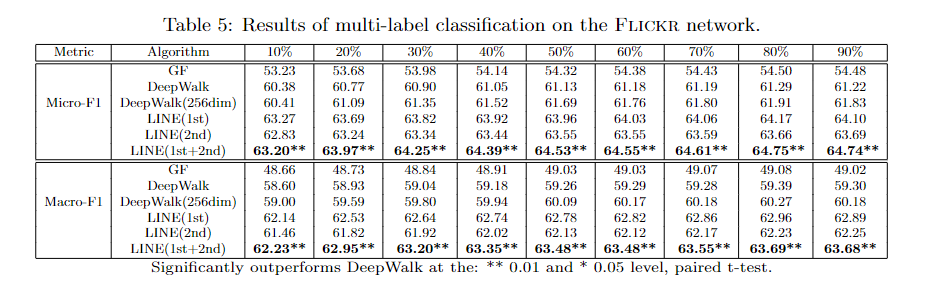 Table 5: Results of multi-label classification on the FLICKR network.
Metric Algorithm 10% 20% 30% 40% 50% 60% 70% 80% 90%
GF 53.23 53.68 53.98 54.14 54.32 54.38 54.43 54.50 54.48
DeepWalk 60.38 60.77 60.90 61.05 61.13 61.18 61.19 61.29 61.22
Micro-F1 DeepWalk(256dim) 60.41 61.09 61.35 61.52 61.69 61.76 61.80 61.91 61.83
LINE(1st) 63.27 63.69 63.82 63.92 63.96 64.03 64.06 64.17 64.10
LINE(2nd) 62.83 63.24 63.34 63.44 63.55 63.55 63.59 63.66 63.69
LINE(1st+2nd) 63.20** 63.97** 64.25** 64.39** 64.53** 64.55** 64.61** 64.75** 64.74**
GF 48.66 48.73 48.84 48.91 49.03 49.03 49.07 49.08 49.02
DeepWalk 58.60 58.93 59.04 59.18 59.26 59.29 59.28 59.39 59.30
Macro-F1 DeepWalk(256dim) 59.00 59.59 59.80 59.94 60.09 60.17 60.18 60.27 60.18
LINE(1st) 62.14 62.53 62.64 62.74 62.78 62.82 62.86 62.96 62.89
LINE(2nd) 61.46 61.82 61.92 62.02 62.13 62.12 62.17 62.23 62.25
LINE(1st+2nd) 62.23** 62.95** 63.20** 63.35** 63.48** 63.48** 63.55** 63.69** 63.68**
Significantly outperforms DeepWalk at the: ** 0.01 and * 0.05 level, paired t-test.